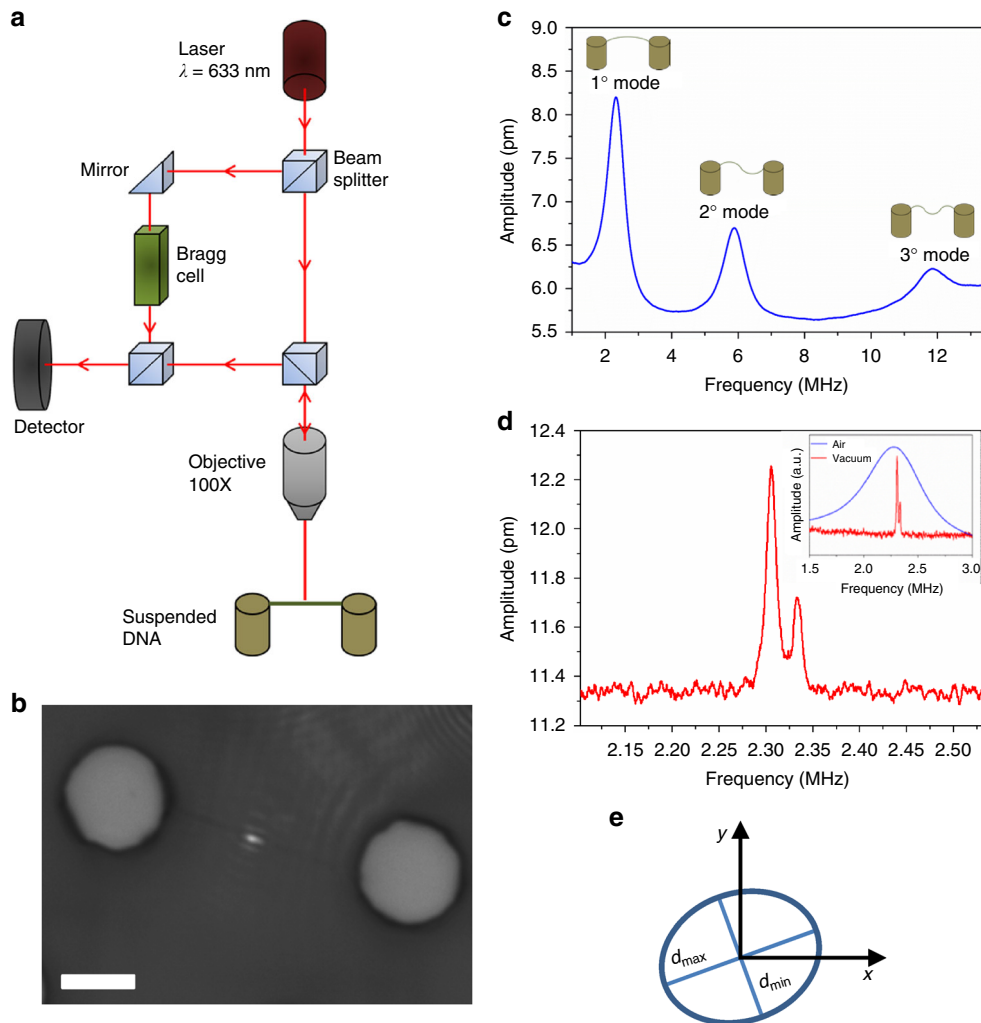 a
Laser
λ = 633 nm
Mirror
Beam
splitter
Bragg
cell
Detector
Objective
100X
Suspended
DNA
b
c
9.0
8.5
8.0
7.5
7.0
6.5
6.0
5.5
Amplitude (pm)
1° mode
2° mode
3° mode
2 4 6 8 10 12
Frequency (MHz)
d
12.4
12.2
12.0
11.8
11.6
11.4
11.2
Amplitude (pm)
Air
Vacuum
Amplitude (a.u.)
1.5 2.0 2.5 3.0
Frequency (MHz)
2.15 2.20 2.25 2.30 2.35 2.40 2.45 2.50
Frequency (MHz)
e
y
d max
d min
x